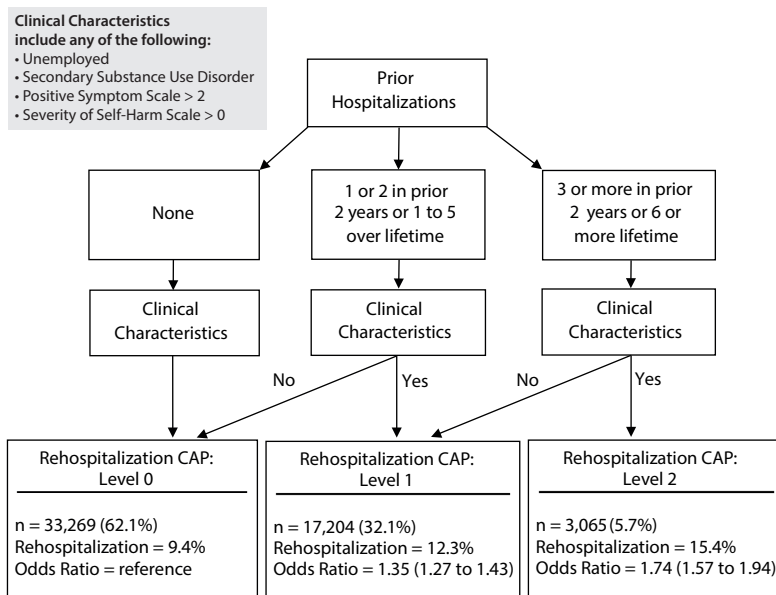 Clinical Characteristics
include any of the following:
• Unemployed
• Secondary Substance Use Disorder
• Positive Symptom Scale > 2
• Severity of Self-Harm Scale > 0
Prior
Hospitalizations
None
1 or 2 in prior
2 years or 1 to 5
over lifetime
3 or more in prior
2 years or 6 or
more lifetime
Clinical
Characteristics
Clinical
Characteristics
Clinical
Characteristics
No
Yes
No
Yes
Rehospitalization CAP:
Level 0
n = 33,269 (62.1%)
Rehospitalization = 9.4%
Odds Ratio = reference
Rehospitalization CAP:
Level 1
n = 17,204 (32.1%)
Rehospitalization = 12.3%
Odds Ratio = 1.35 (1.27 to 1.43)
Rehospitalization CAP:
Level 2
n = 3,065 (5.7%)
Rehospitalization = 15.4%
Odds Ratio = 1.74 (1.57 to 1.94)